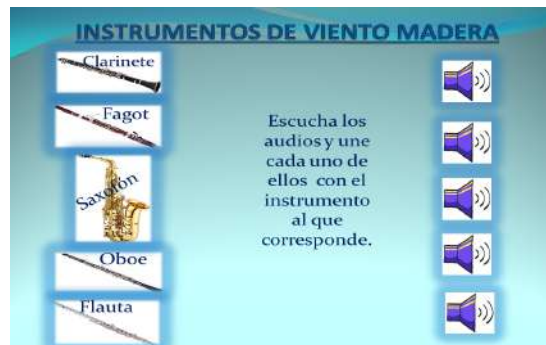 INSTRUMENTOS DE VIENTO MADERA
Clarinete
Fagot
Saxofón
Oboe
Flauta
Escucha los
audios y une
cada uno de
ellos con el
instrumento
al que
corresponde.